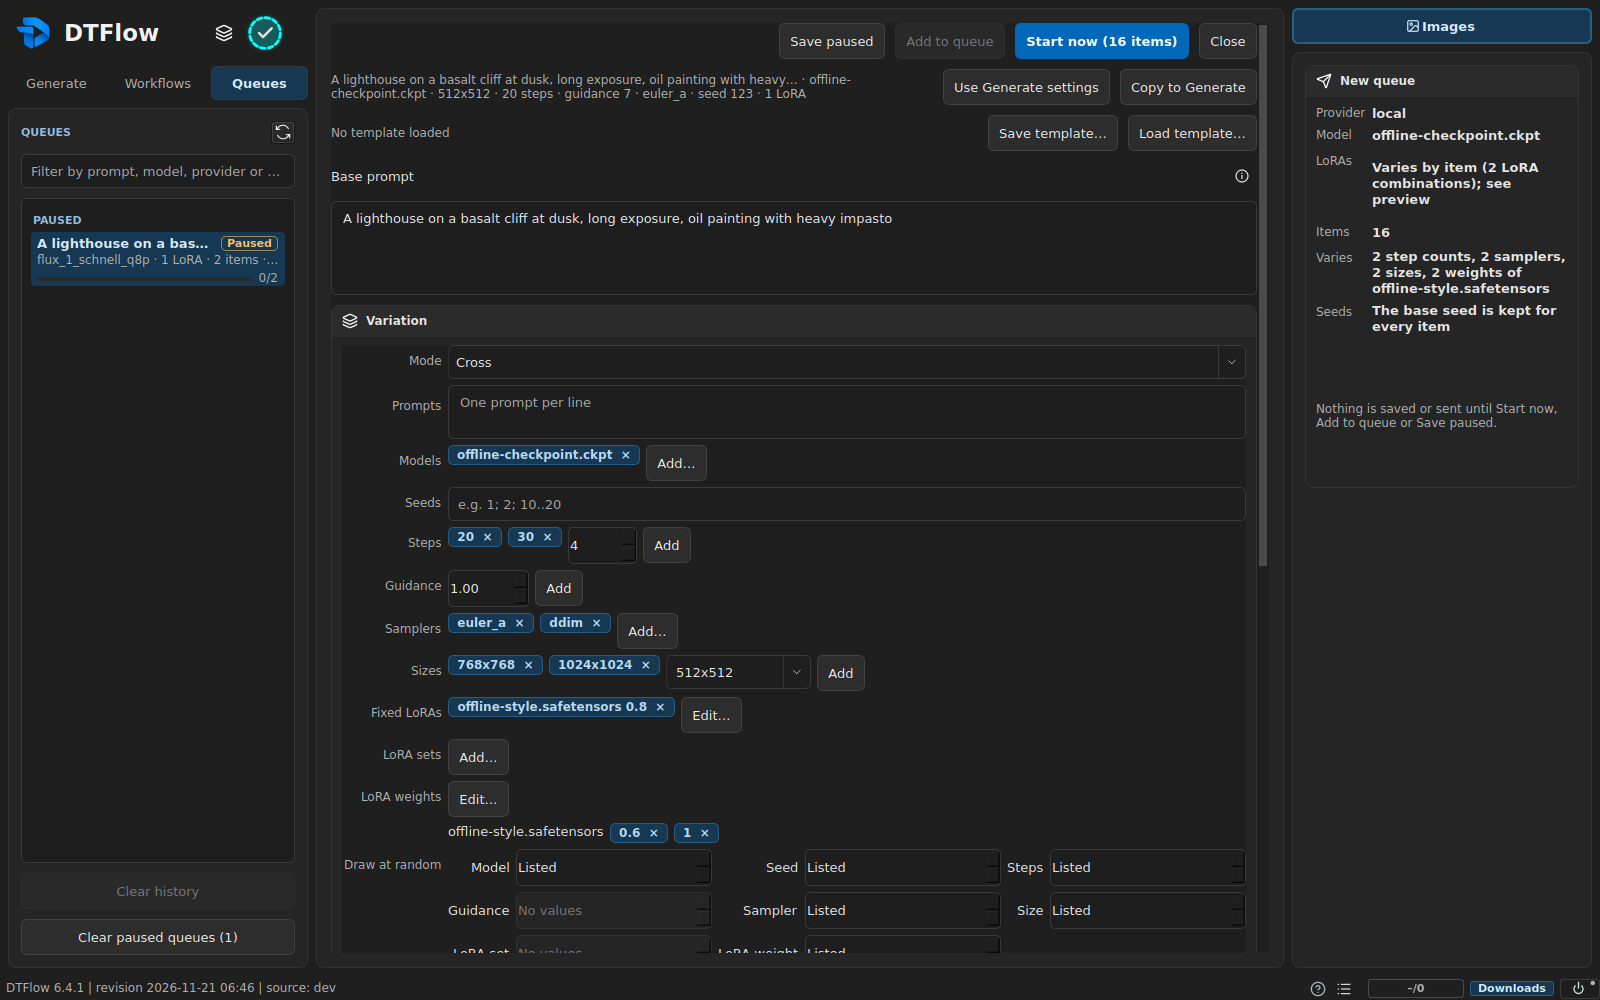 DTFlow
Generate
Workflows
Queues
QUEUES
Filter by prompt, model, provider or ...
PAUSED
A lighthouse on a bas...
Paused
flux_1_schnell_q8p · 1 LoRA · 2 items ·...
0/2
Clear history
Clear paused queues (1)
Save paused
Add to queue
Start now (16 items)
Close
A lighthouse on a basalt cliff at dusk, long exposure, oil painting with heavy... · offline-
checkpoint.ckpt · 512x512 · 20 steps · guidance 7 · euler_a · seed 123 · 1 LoRA
Use Generate settings
Copy to Generate
No template loaded
Save template...
Load template...
Base prompt
A lighthouse on a basalt cliff at dusk, long exposure, oil painting with heavy impasto
Variation
Mode
Cross
Prompts
One prompt per line
Models
offline-checkpoint.ckpt ×
Add...
Seeds
e.g. 1; 2; 10..20
Steps
20 ×
30 ×
4
Add
Guidance
1.00
Add
Samplers
euler_a ×
ddim ×
Add...
Sizes
768x768 ×
1024x1024 ×
512x512
Add
Fixed LoRAs
offline-style.safetensors 0.8 ×
Edit...
LoRA sets
Add...
LoRA weights
Edit...
offline-style.safetensors
0.6 ×
1 ×
Draw at random
Model
Listed
Seed
Listed
Steps
Listed
Guidance
No values
Sampler
Listed
Size
Listed
LoRA set
No values
LoRA weight
Listed
Images
New queue
Provider
local
Model
offline-checkpoint.ckpt
LoRAs
Varies by item (2 LoRA
combinations); see
preview
Items
16
Varies
2 step counts, 2 samplers,
2 sizes, 2 weights of
offline-style.safetensors
Seeds
The base seed is kept for
every item
Nothing is saved or sent until Start now,
Add to queue or Save paused.
DTFlow 6.4.1 | revision 2026-11-21 06:46 | source: dev
-/0
Downloads